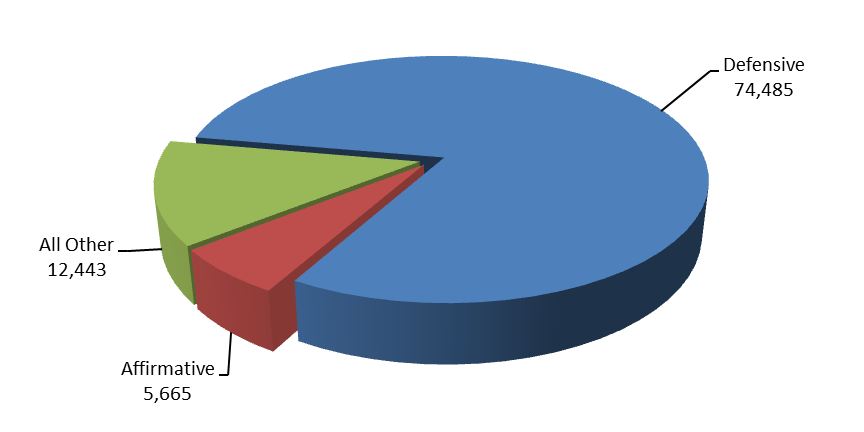 Defensive
74,485
All Other
12,443
Affirmative
5,665